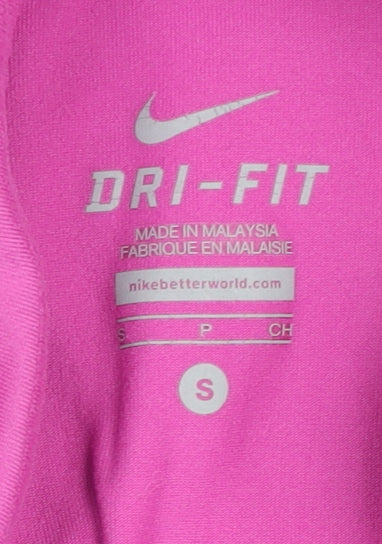 DRI-FIT
MADE IN MALAYSIA
FABRIQUE EN MALAISIE
nikebetterworld.com
S P CH
S